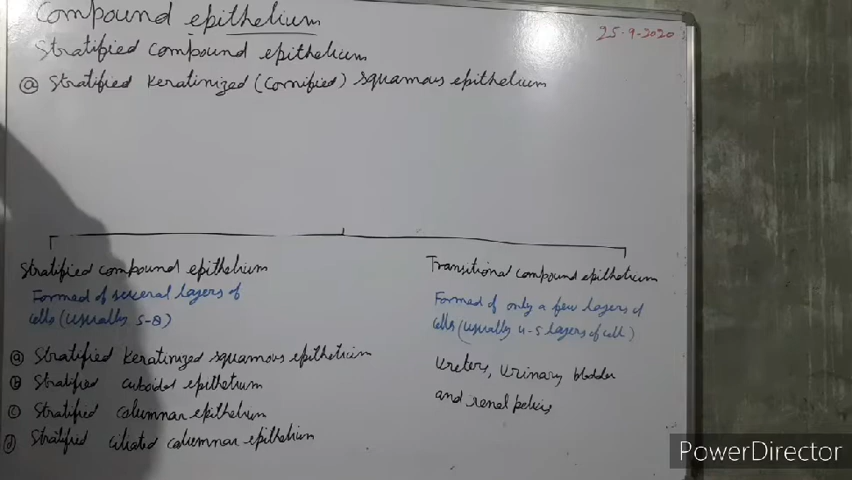 Compound epithelium
25-9-2020
Stratified compound epithelium
(a) Stratified Keratinized (Cornified) squamous epithelium
Stratified compound epithelium
Formed of several layers of
cells (usually 5-8)
(a) Stratified Keratinized squamous epithelium
(b) Stratified cuboidal epithelium
(c) Stratified columnar epithelium
(d) Stratified ciliated columnar epithelium
Transitional compound epithelium
Formed of only a few layers of
cells (usually 4-5 layers of cell)
Ureters, Urinary bladder
and renal pelvis
PowerDirector